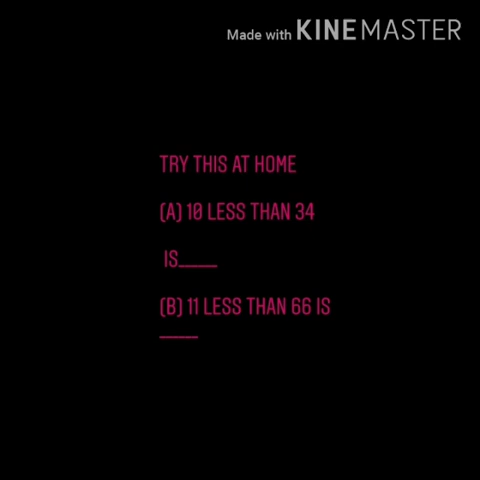 Made with KINEMASTER
TRY THIS AT HOME
(A) 10 LESS THAN 34
IS____
(B) 11 LESS THAN 66 IS
____